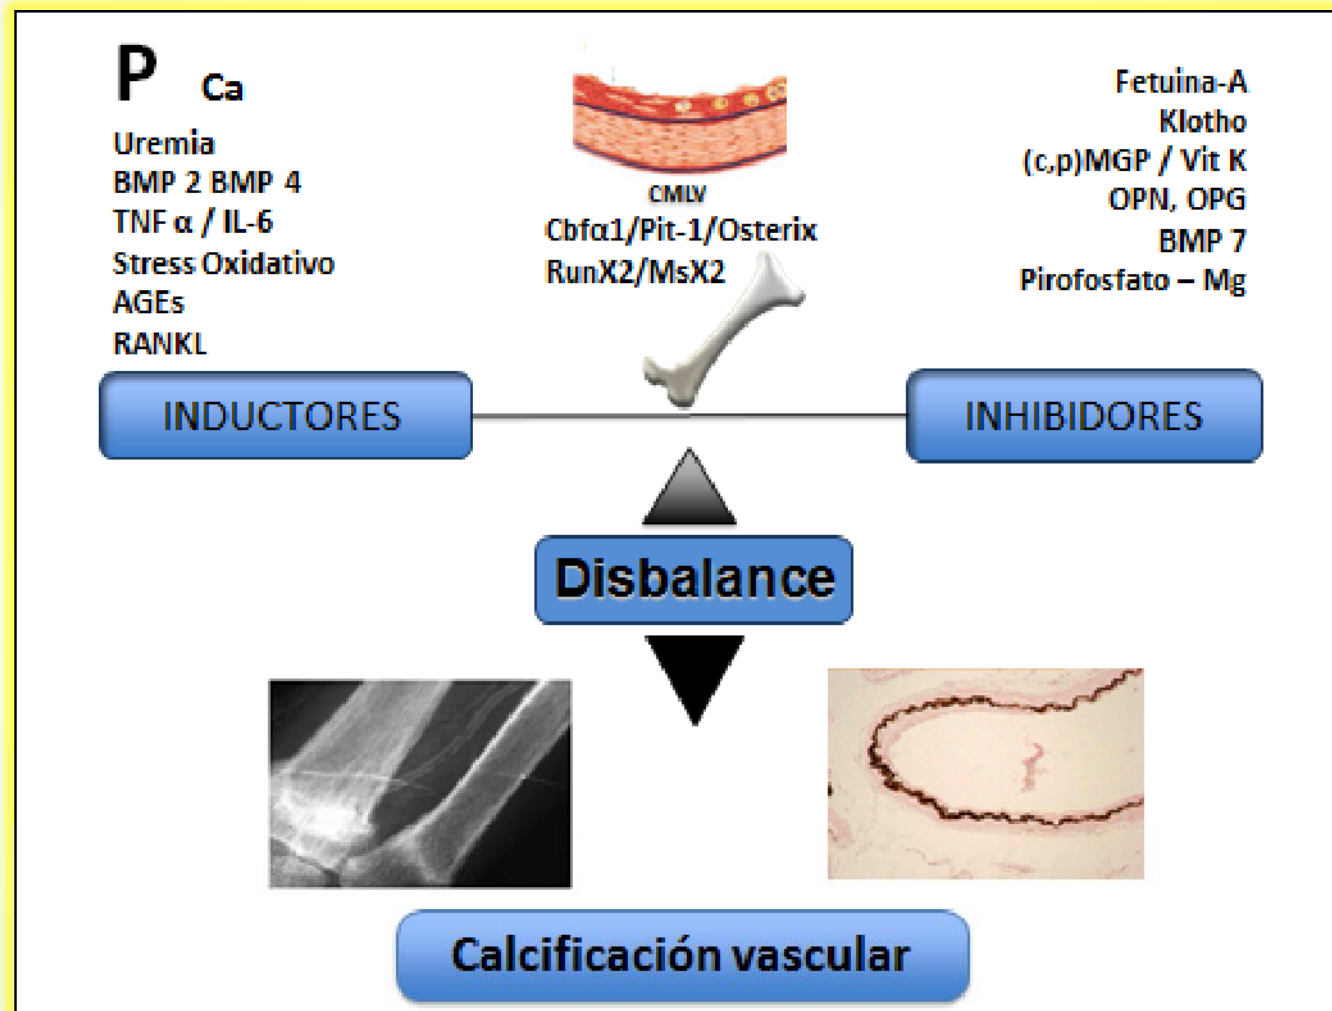 P Ca
Uremia
BMP 2 BMP 4
TNF α / IL-6
Stress Oxidativo
AGEs
RANKL
INDUCTORES
CMLV
Cbfα1/Pit-1/Osterix
RunX2/MsX2
Fetuina-A
Klotho
(c,p)MGP / Vit K
OPN, OPG
BMP 7
Pirofosfato – Mg
INHIBIDORES
Disbalance
Calcificación vascular